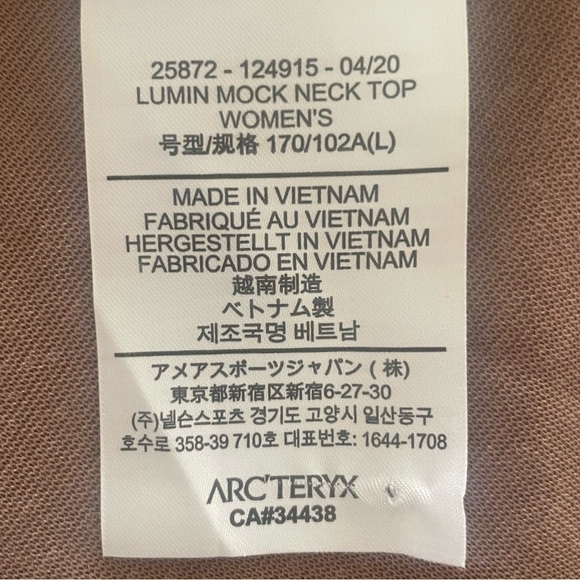 25872 - 124915 - 04/20
LUMIN MOCK NECK TOP
WOMEN'S
号型/规格 170/102A(L)
MADE IN VIETNAM
FABRIQUÉ AU VIETNAM
HERGESTELLT IN VIETNAM
FABRICADO EN VIETNAM
越南制造
ベトナム製
제조국명 베트남
アメアスポーツジャパン (株)
東京都新宿区新宿6-27-30
(주)넬슨스포츠 경기도 고양시 일산동구
호수로 358-39 710호 대표번호: 1644-1708
ARC'TERYX
CA#34438